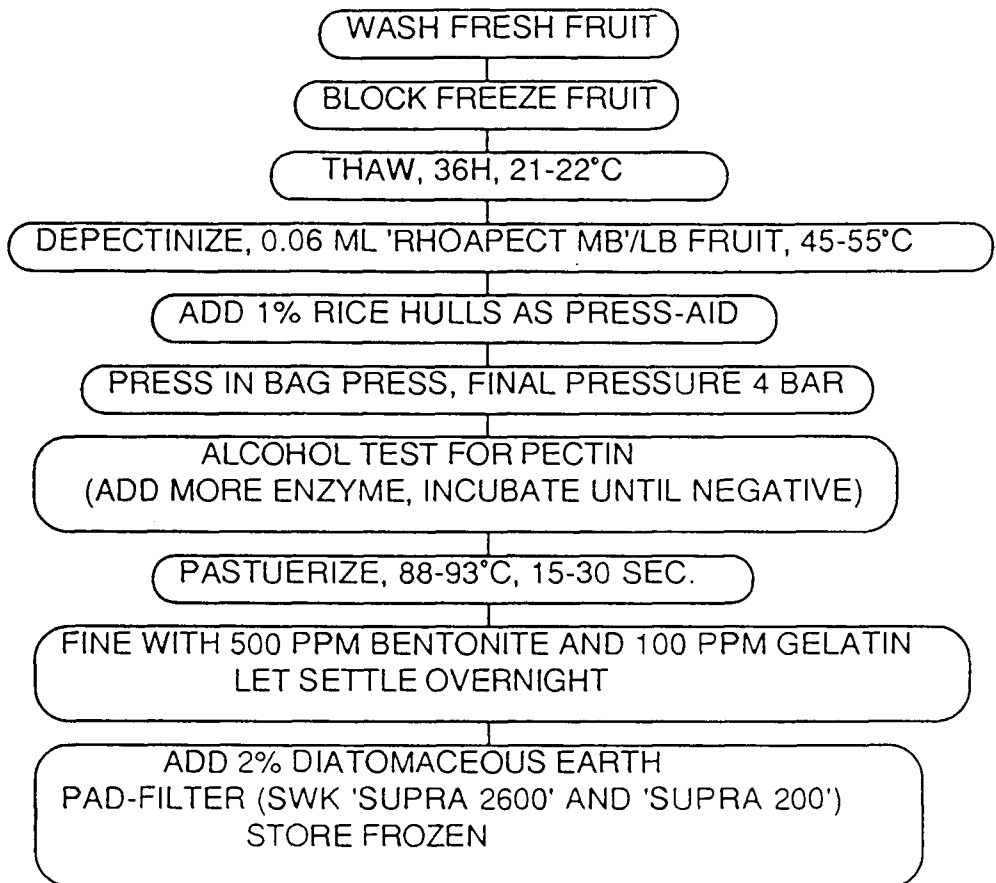 WASH FRESH FRUIT
BLOCK FREEZE FRUIT
THAW, 36H, 21-22°C
DEPECTINIZE, 0.06 ML 'RHOAPECT MB'/LB FRUIT, 45-55°C
ADD 1% RICE HULLS AS PRESS-AID
PRESS IN BAG PRESS, FINAL PRESSURE 4 BAR
ALCOHOL TEST FOR PECTIN
(ADD MORE ENZYME, INCUBATE UNTIL NEGATIVE)
PASTUERIZE, 88-93°C, 15-30 SEC.
FINE WITH 500 PPM BENTONITE AND 100 PPM GELATIN
LET SETTLE OVERNIGHT
ADD 2% DIATOMACEOUS EARTH
PAD-FILTER (SWK 'SUPRA 2600' AND 'SUPRA 200')
STORE FROZEN